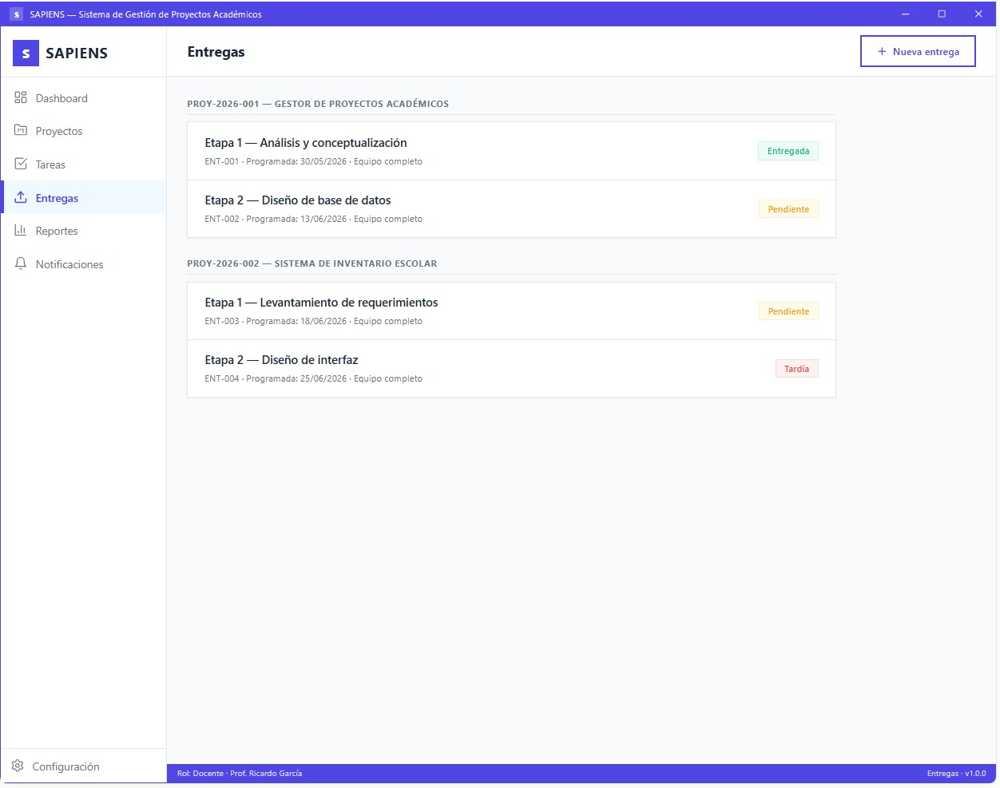 s SAPIENS — Sistema de Gestión de Proyectos Académicos
s SAPIENS
Dashboard
Proyectos
Tareas
Entregas
Reportes
Notificaciones
Configuración
Entregas
+ Nueva entrega
PROY-2026-001 — GESTOR DE PROYECTOS ACADÉMICOS
Etapa 1 — Análisis y conceptualización
ENT-001 · Programada: 30/05/2026 · Equipo completo
Entregada
Etapa 2 — Diseño de base de datos
ENT-002 · Programada: 13/06/2026 · Equipo completo
Pendiente
PROY-2026-002 — SISTEMA DE INVENTARIO ESCOLAR
Etapa 1 — Levantamiento de requerimientos
ENT-003 · Programada: 18/06/2026 · Equipo completo
Pendiente
Etapa 2 — Diseño de interfaz
ENT-004 · Programada: 25/06/2026 · Equipo completo
Tardía
Rol: Docente · Prof. Ricardo García
Entregas · v1.0.0